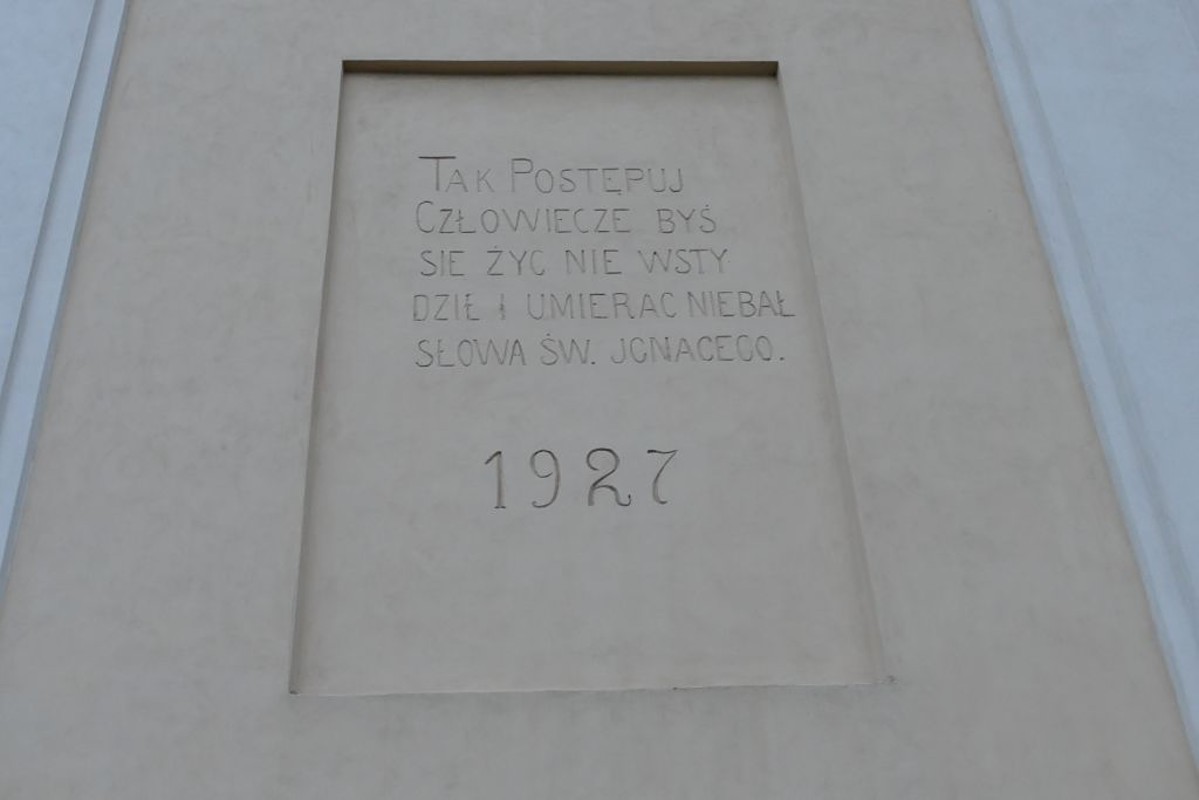 TAK POSTĘPUJ
CZŁOWIECZE BYŚ
SIE ŻYC NIE WSTY
DZIŁ I UMIERAC NIEBAŁ
SŁOWA ŚW. JGNACEGO.
1927